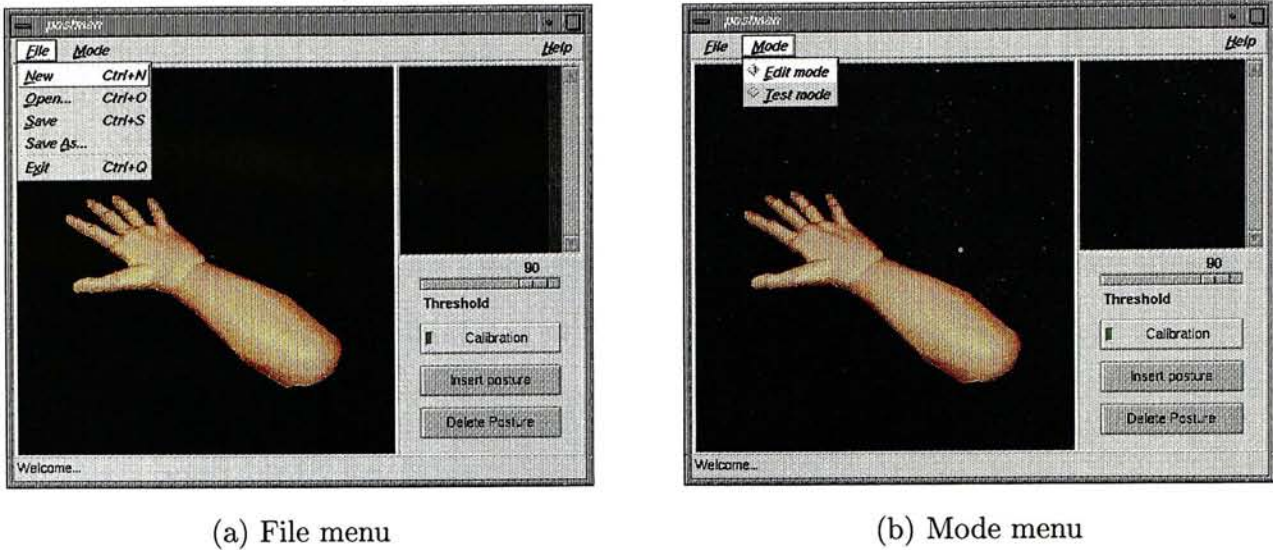 postman
File Mode Help
New Ctrl+N
Open... Ctrl+O
Save Ctrl+S
Save As...
Exit Ctrl+Q
90
Threshold
Calibration
Insert posture
Delete Posture
Welcome...
(a) File menu
postman
File Mode Help
Edit mode
Test mode
90
Threshold
Calibration
Insert posture
Delete Posture
Welcome...
(b) Mode menu